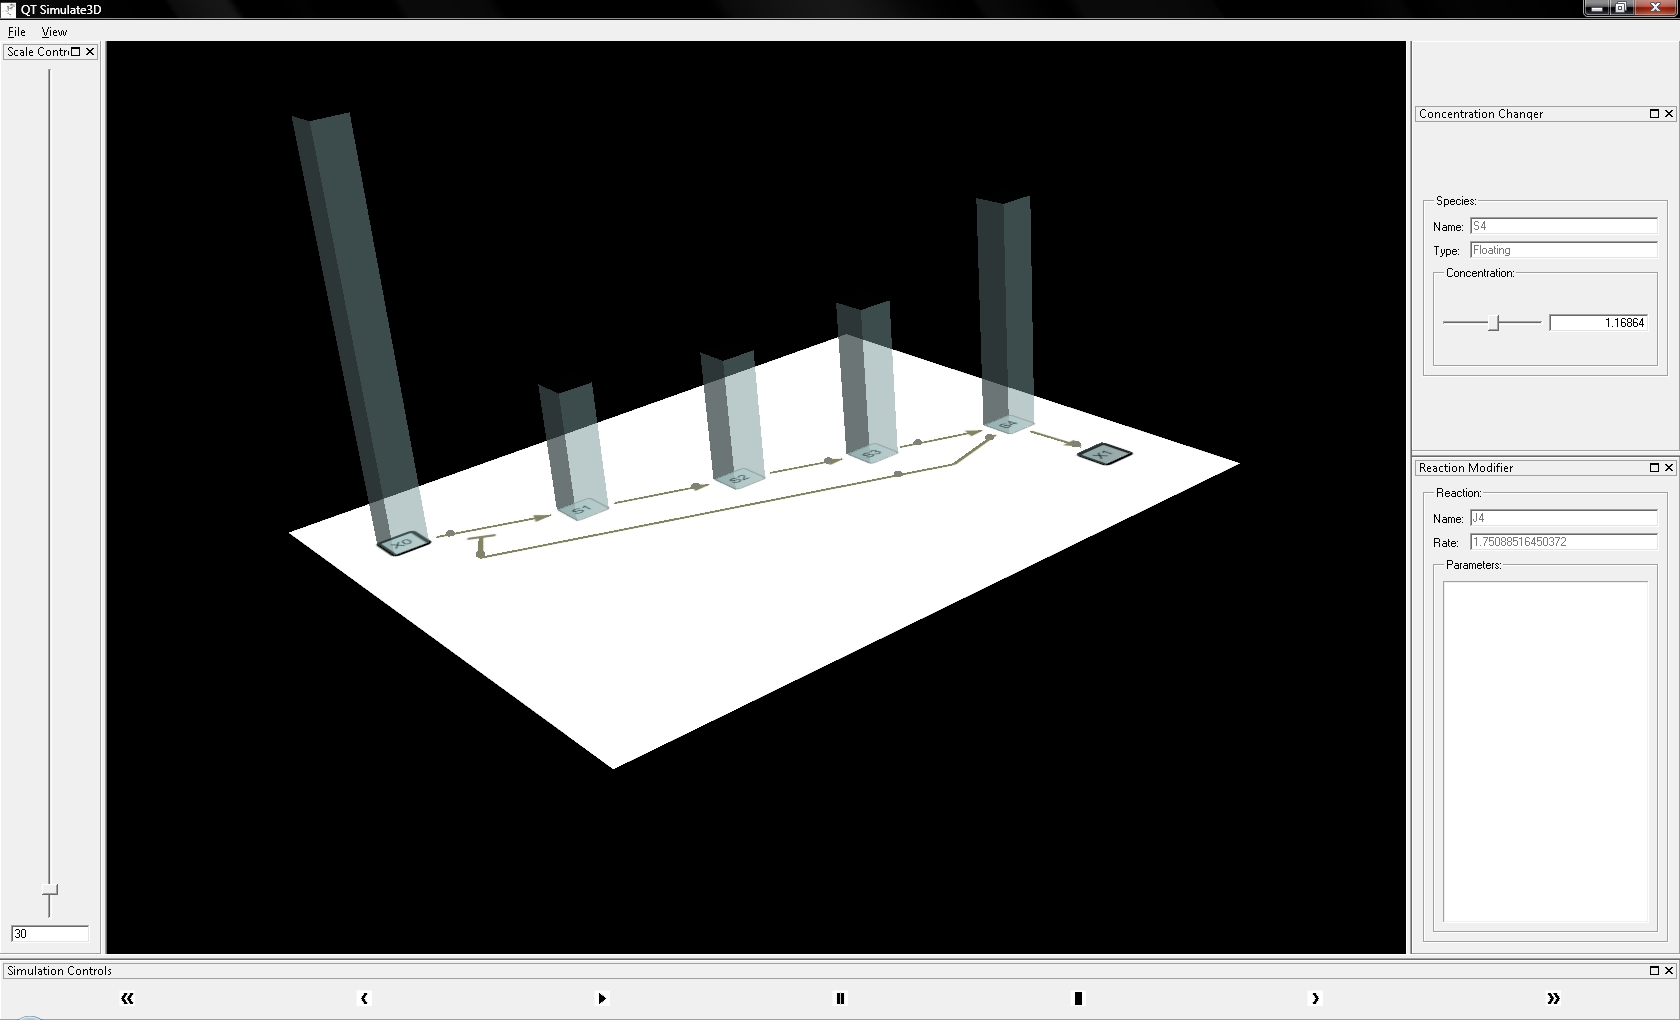 QT Simulate3D
File View
Scale Contr
Concentration Changer
Species:
Name: S4
Type: Floating
Concentration:
1.16864
X0
S1
S2
S3
S4
X1
Reaction Modifier
Reaction:
Name: J4
Rate: 1.75088516450372
Parameters:
30
Simulation Controls